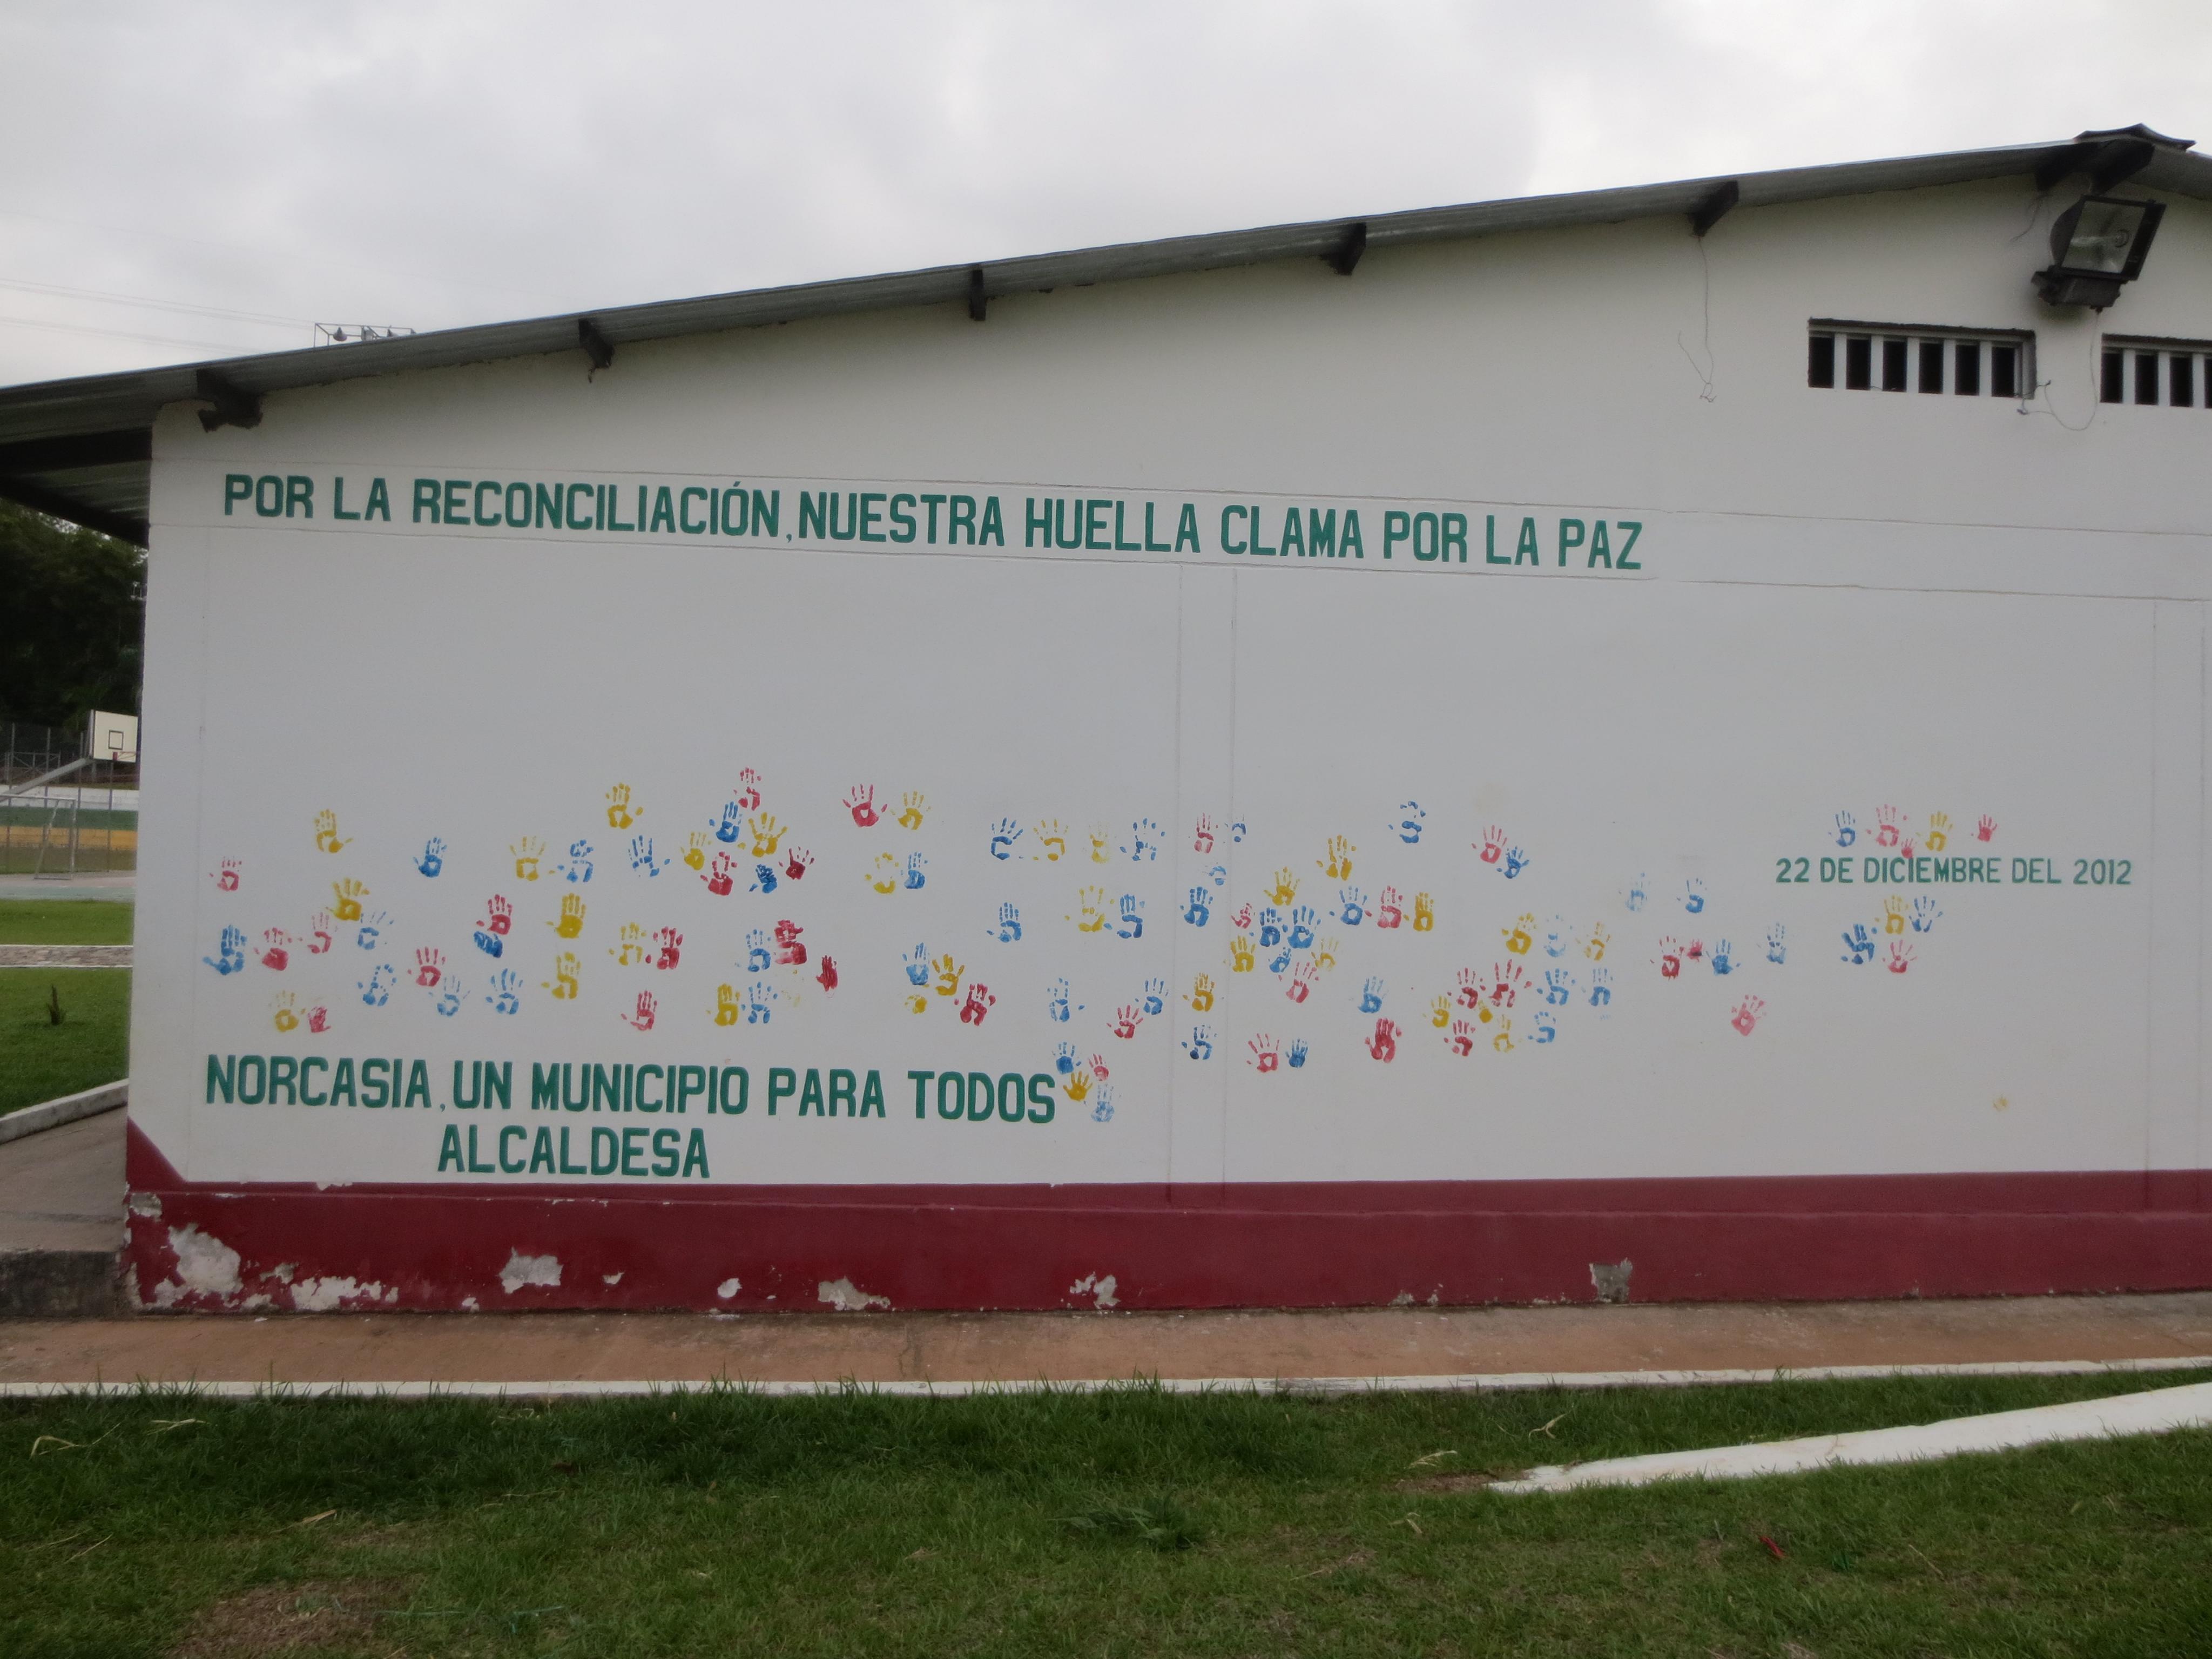 POR LA RECONCILIACIÓN, NUESTRA HUELLA CLAMA POR LA PAZ
22 DE DICIEMBRE DEL 2012
NORCASIA, UN MUNICIPIO PARA TODOS
ALCALDESA